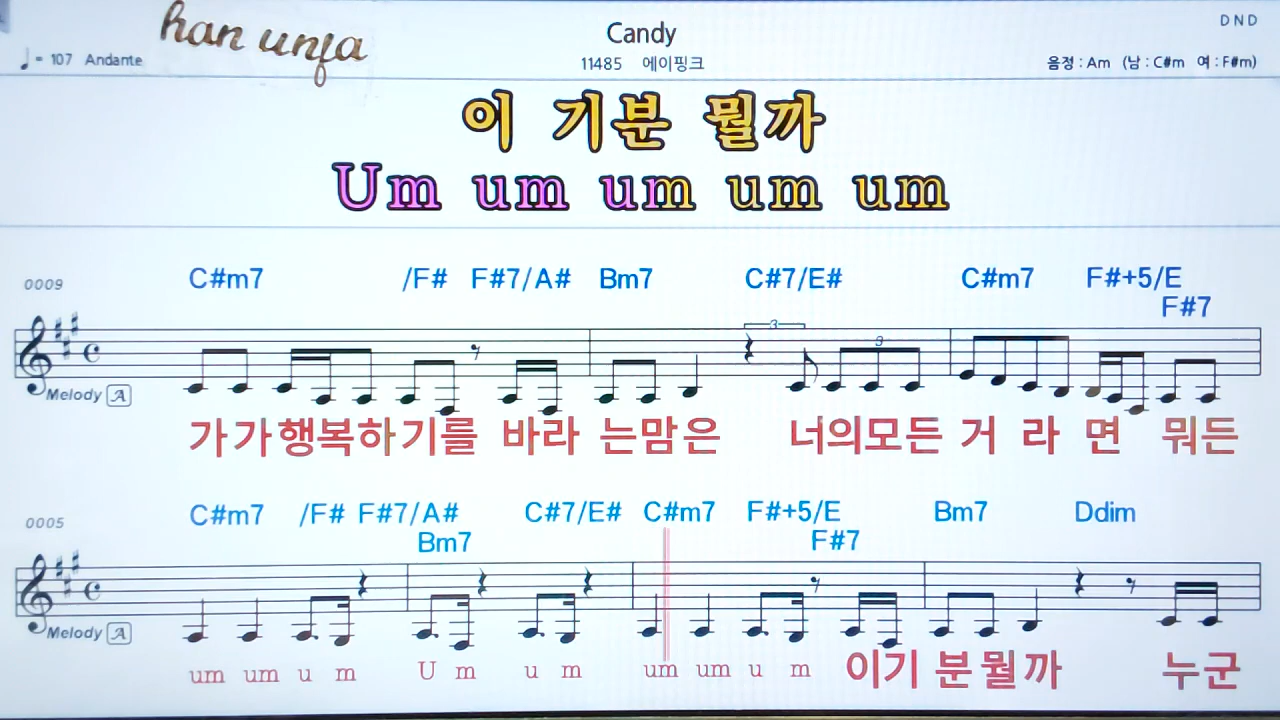 han unja
Candy
DND
♩ = 107 Andante
11485 에이핑크
음정 : Am (남 : C#m 여 : F#m)
이 기분 뭘까
Um um um um um
0009
C#m7 /F# F#7/A# Bm7 C#7/E# C#m7 F#+5/E
F#7
3 3
Melody A
가가행복하기를 바라 는맘은 너의모든 거 라 면 뭐든
0005
C#m7 /F# F#7/A# C#7/E# C#m7 F#+5/E Bm7 Ddim
Bm7 F#7
Melody A
um um u m U m u m um um u m 이기 분뭘까 누군